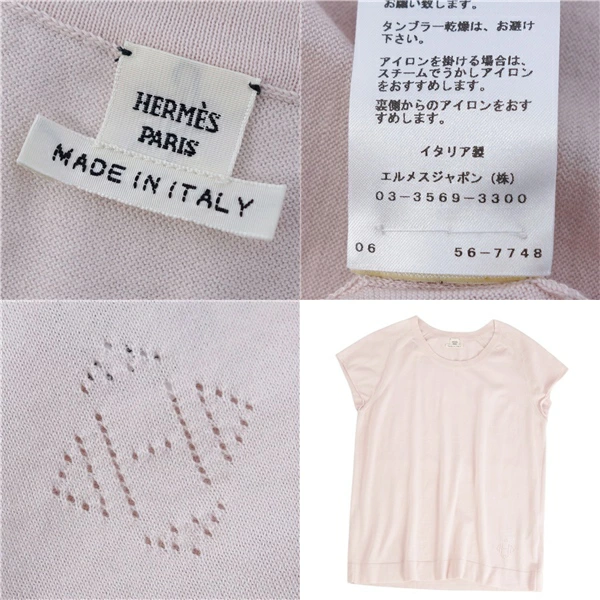 HERMÈS
PARIS
MADE IN ITALY
お願い致します。
タンブラー乾燥は、お避け
下さい。
アイロンを掛ける場合は、
スチームでうかしアイロン
をおすすめします。
裏側からのアイロンをおす
すめします。
イタリア製
エルメスジャポン(株)
03-3569-3300
06 56-7748
H